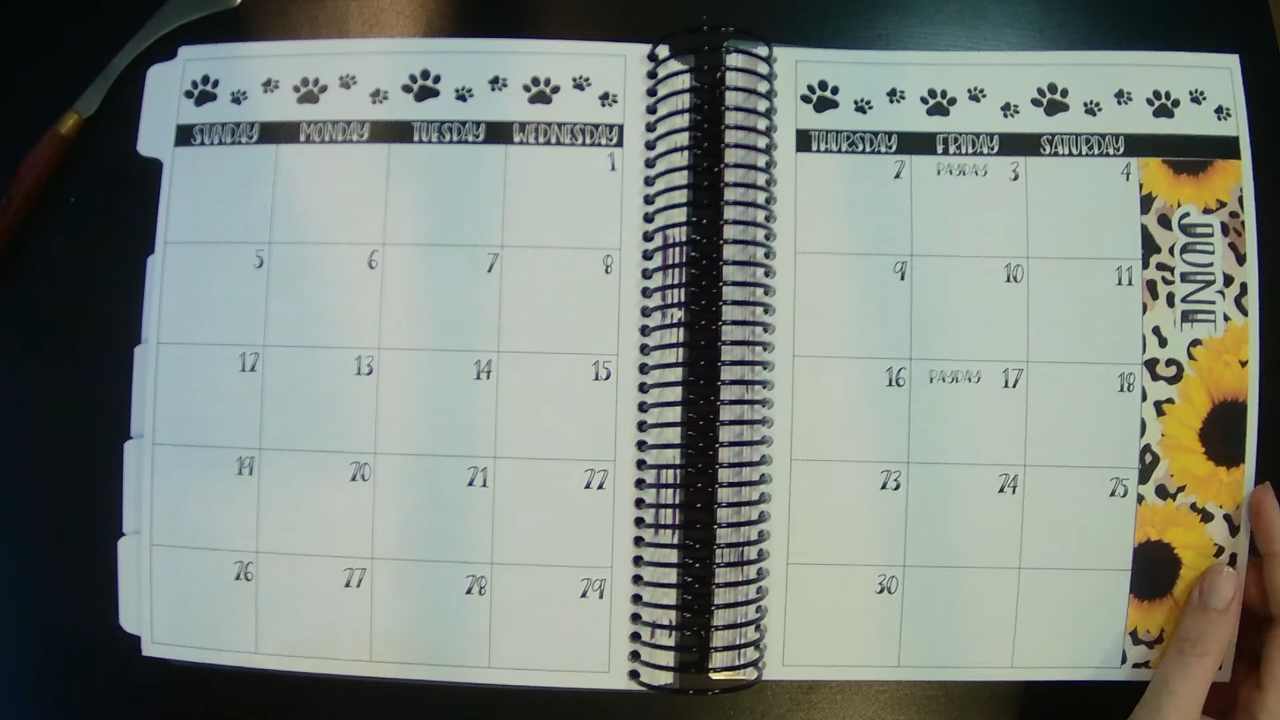 SUNDAY MONDAY TUESDAY WEDNESDAY THURSDAY FRIDAY SATURDAY
1 2 PAYDAY 3 4
5 6 7 8 9 10 11
12 13 14 15 16 PAYDAY 17 18
19 20 21 22 23 24 25
26 27 28 29 30
JUNE